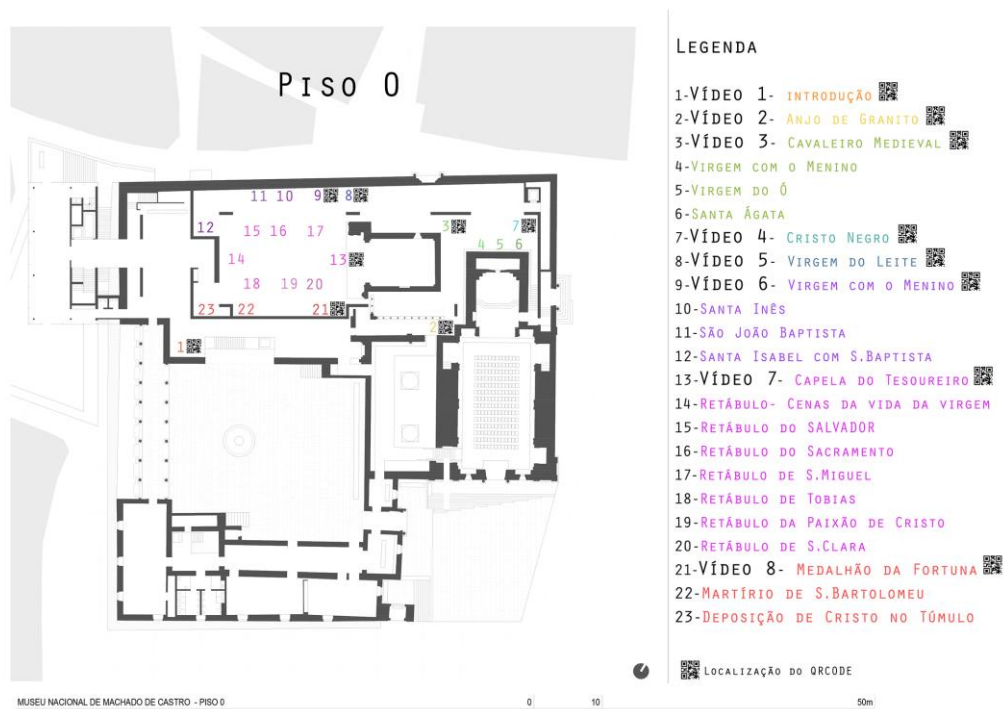 PISO 0
11 10 9 8
12 15 16 17 3 7
4 5 6
14 13
18 19 20
23 22 21
2
1
LEGENDA
1-VÍDEO 1- INTRODUÇÃO
2-VÍDEO 2- ANJO DE GRANITO
3-VÍDEO 3- CAVALEIRO MEDIEVAL
4-VIRGEM COM O MENINO
5-VIRGEM DO Ó
6-SANTA ÁGATA
7-VÍDEO 4- CRISTO NEGRO
8-VÍDEO 5- VIRGEM DO LEITE
9-VÍDEO 6- VIRGEM COM O MENINO
10-SANTA INÊS
11-SÃO JOÃO BAPTISTA
12-SANTA ISABEL COM S.BAPTISTA
13-VÍDEO 7- CAPELA DO TESOUREIRO
14-RETÁBULO- CENAS DA VIDA DA VIRGEM
15-RETÁBULO DO SALVADOR
16-RETÁBULO DO SACRAMENTO
17-RETÁBULO DE S.MIGUEL
18-RETÁBULO DE TOBIAS
19-RETÁBULO DA PAIXÃO DE CRISTO
20-RETÁBULO DE S.CLARA
21-VÍDEO 8- MEDALHÃO DA FORTUNA
22-MARTÍRIO DE S.BARTOLOMEU
23-DEPOSIÇÃO DE CRISTO NO TÚMULO
LOCALIZAÇÃO DO QRCODE
MUSEU NACIONAL DE MACHADO DE CASTRO - PISO 0
0 10 50m